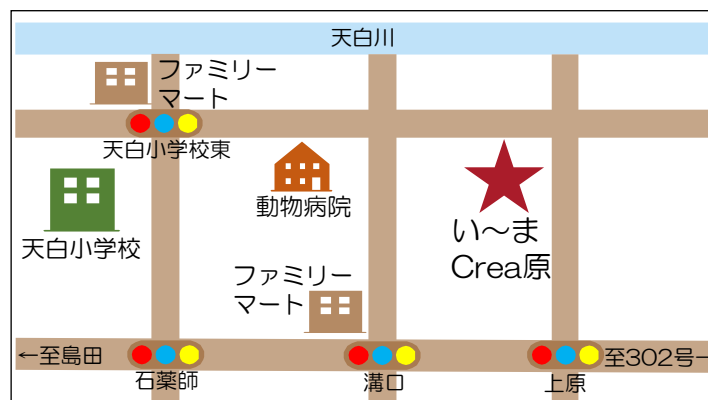 天白川
ファミリー
マート
天白小学校東
動物病院
天白小学校
い～ま
Crea原
ファミリー
マート
←至島田
至302号→
石薬師
溝口
上原